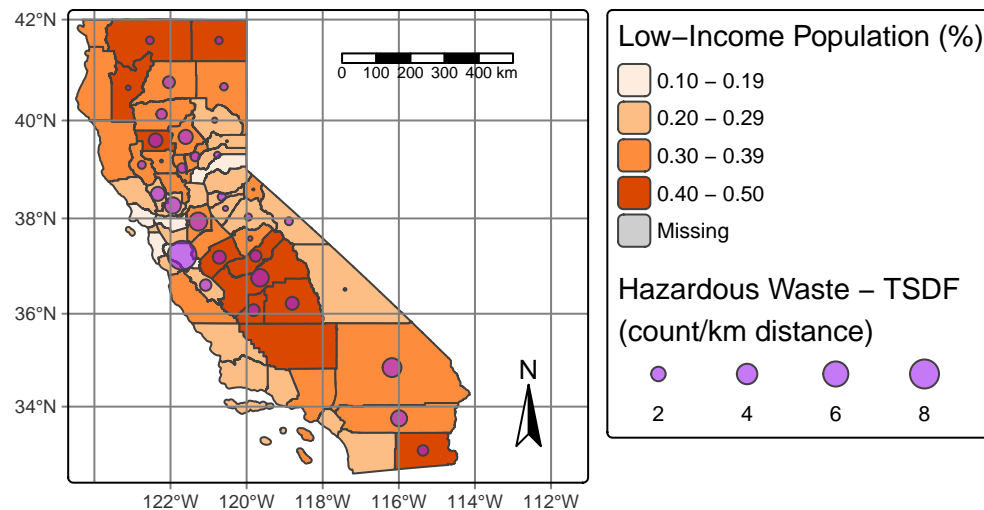 42°N
40°N
38°N
36°N
34°N
122°W 120°W 118°W 116°W 114°W 112°W
0 100 200 300 400 km
N
Low−Income Population (%)
0.10 − 0.19
0.20 − 0.29
0.30 − 0.39
0.40 − 0.50
Missing
Hazardous Waste − TSDF
(count/km distance)
2 4 6 8